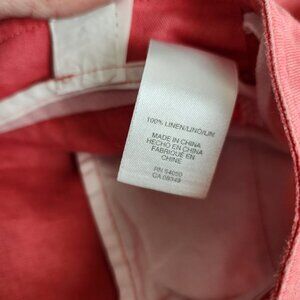 100% LINEN/LINO/LIN
MADE IN CHINA
HECHO EN CHINA
FABRIQUÉ EN
CHINE
RN 54050
CA 08349